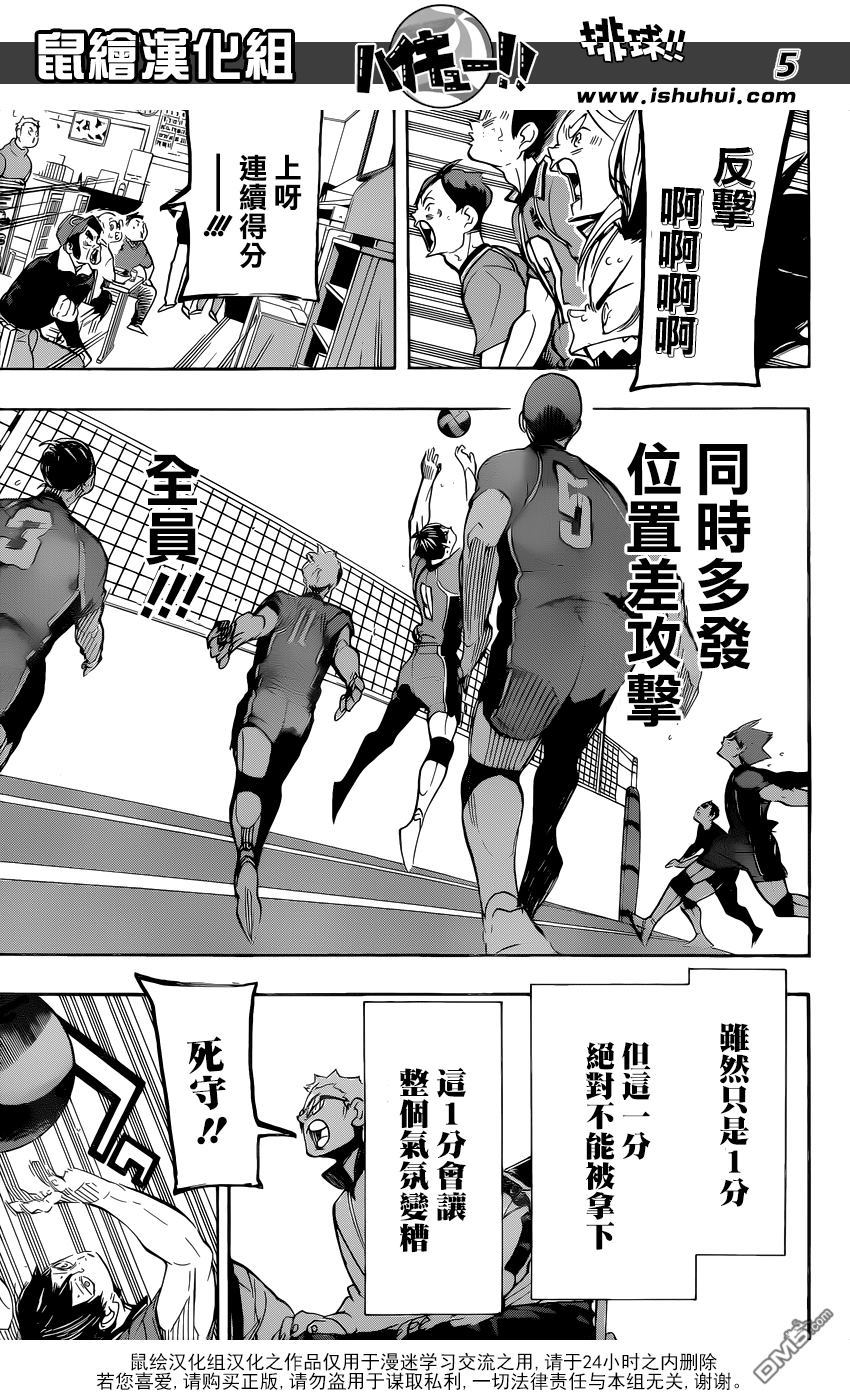 鼠繪漢化組
ハイキュー!!
排球!!
5
www.ishuhui.com
反擊
啊啊啊啊
上呀
連續得分
——!!!
同時多發
位置差攻擊
5
3
全員!!!
雖然只是1分
但這一分
絕對不能被拿下
這1分會讓
整個氣氛變糟
死守!!
DM5.com
鼠绘汉化组汉化之作品仅用于漫迷学习交流之用,请于24小时之内删除
若您喜爱,请购买正版,请勿用于谋取私利,一切法律责任与本组无关,谢谢.